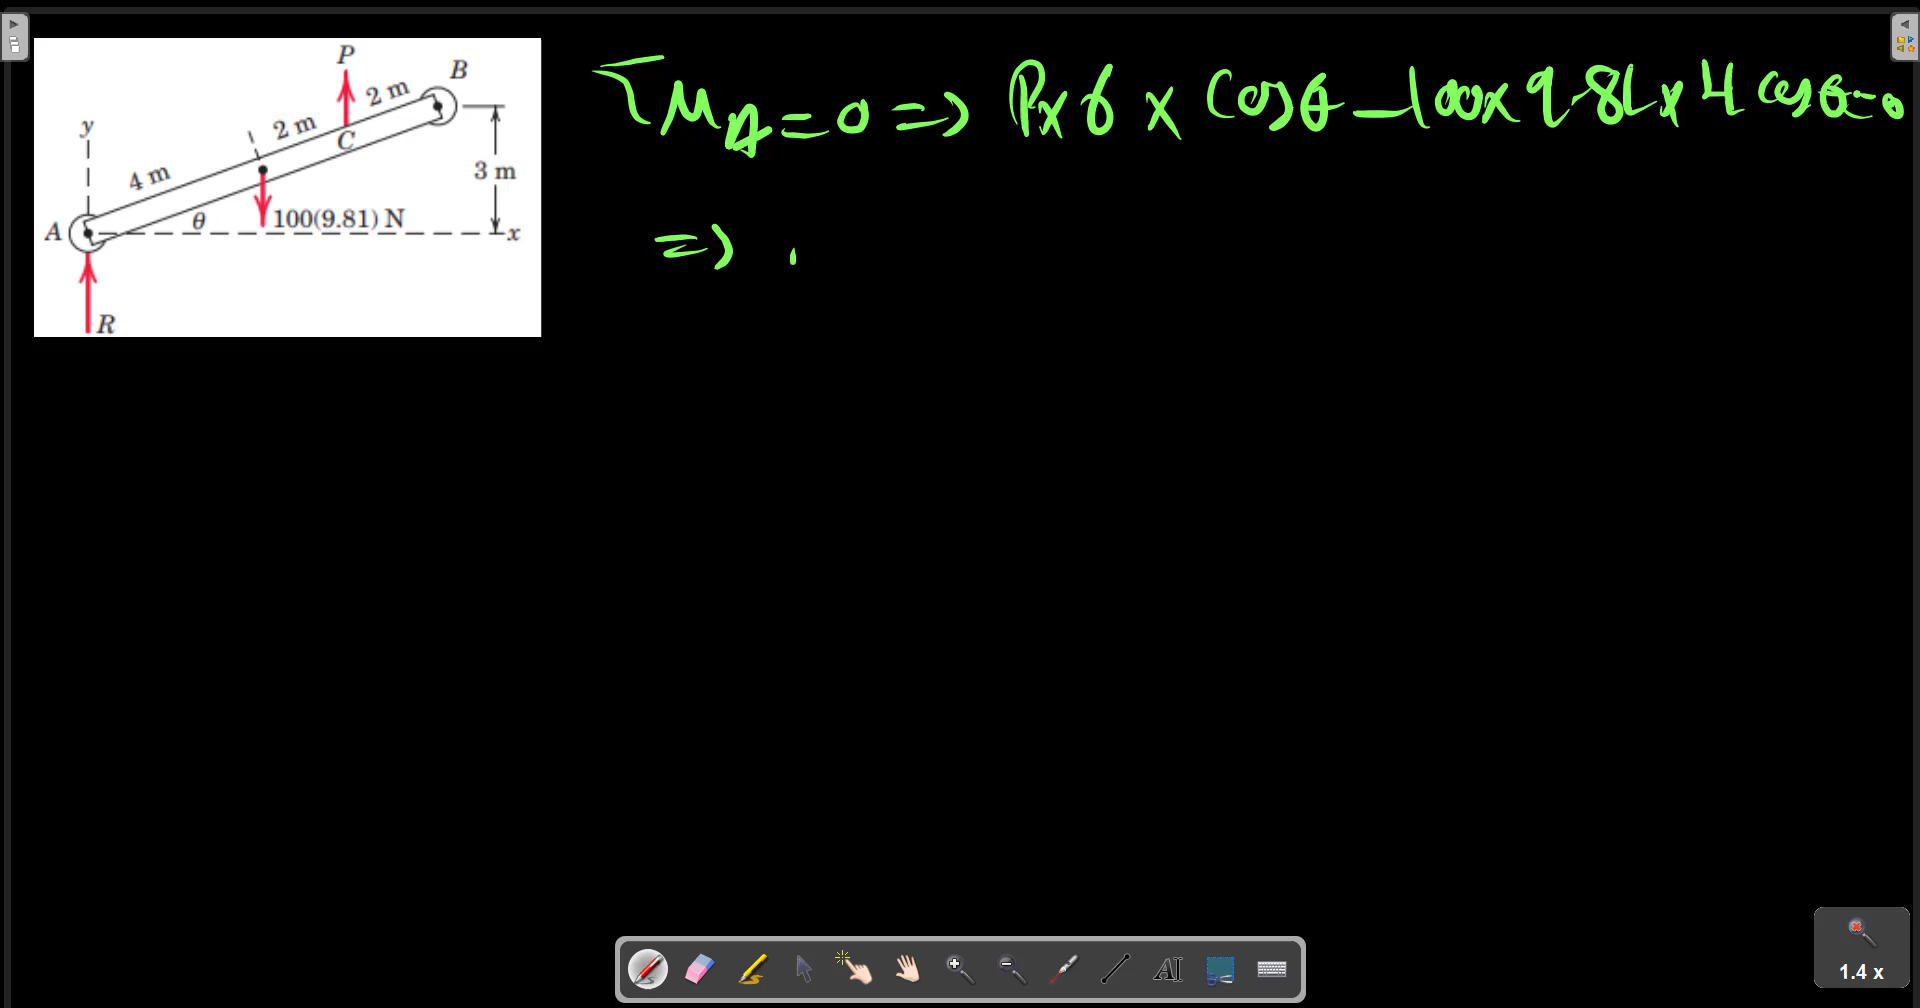 P
B
2 m
2 m
C
y
4 m
3 m
A
θ
100(9.81) N
x
R
ΣM_A = 0 => P x 6 x Cosθ - 100 x 9.81 x 4 cosθ = 0
=>
AI
1.4 x